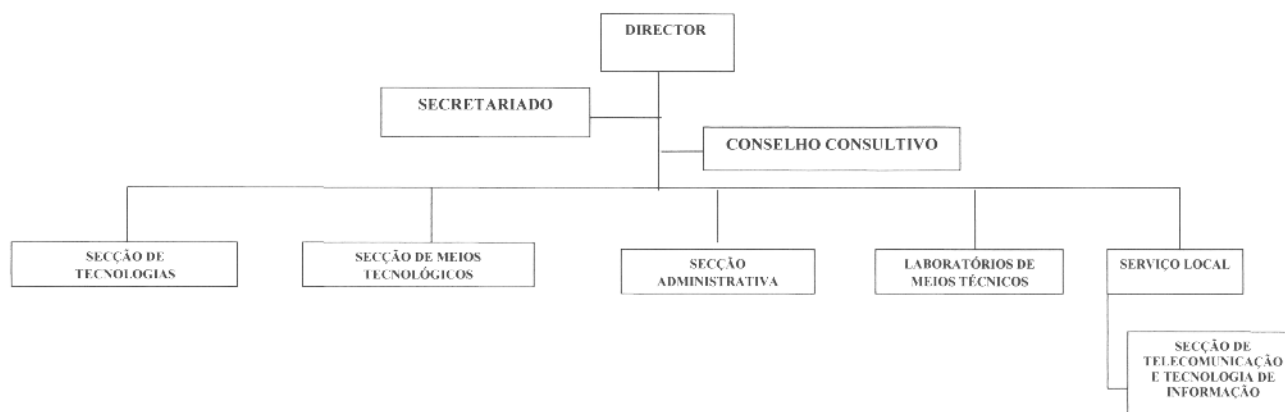 DIRECTOR
SECRETARIADO
CONSELHO CONSULTIVO
SECÇÃO DE
TECNOLOGIAS
SECÇÃO DE MEIOS
TECNOLÓGICOS
SECÇÃO
ADMINISTRATIVA
LABORATÓRIOS DE
MEIOS TÉCNICOS
SERVIÇO LOCAL
SECÇÃO DE
TELECOMUNICAÇÃO
E TECNOLOGIA DE
INFORMAÇÃO